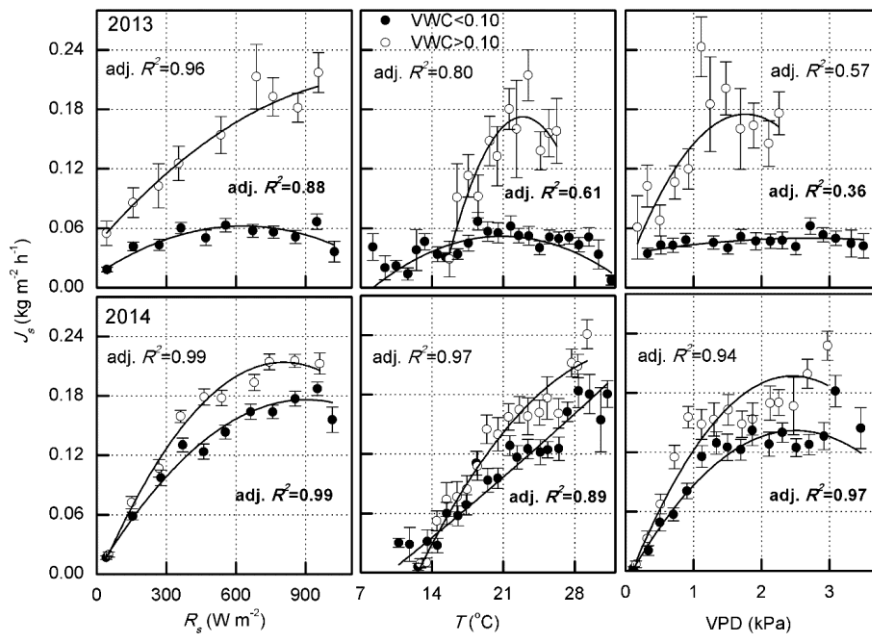 VWC<0.10
VWC>0.10
2013
adj. R²=0.96
adj. R²=0.88
adj. R²=0.80
adj. R²=0.61
adj. R²=0.57
adj. R²=0.36
0.24
0.18
0.12
0.06
0.00
Jₛ (kg m⁻² h⁻¹)
2014
adj. R²=0.99
adj. R²=0.99
adj. R²=0.97
adj. R²=0.89
adj. R²=0.94
adj. R²=0.97
0.24
0.18
0.12
0.06
0.00
0 300 600 900
7 14 21 28
0 1 2 3
Rₛ (W m⁻²)
T (°C)
VPD (kPa)